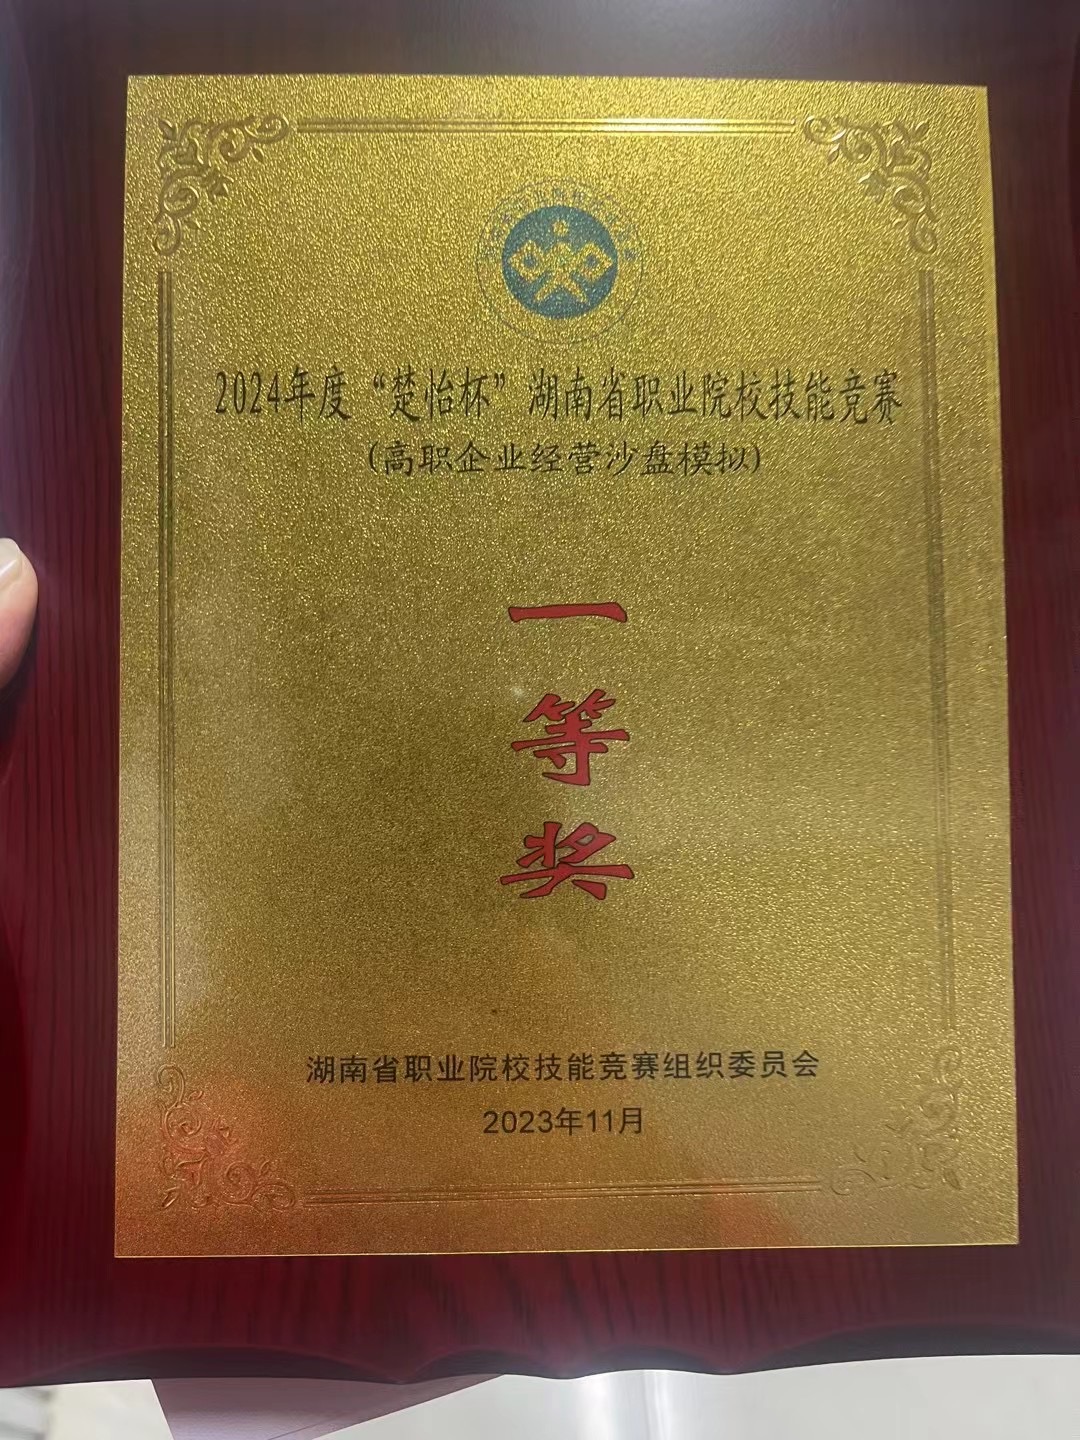 2024年度“楚怡杯”湖南省职业院校技能竞赛
(高职企业经营沙盘模拟)
一
等
奖
湖南省职业院校技能竞赛组织委员会
2023年11月